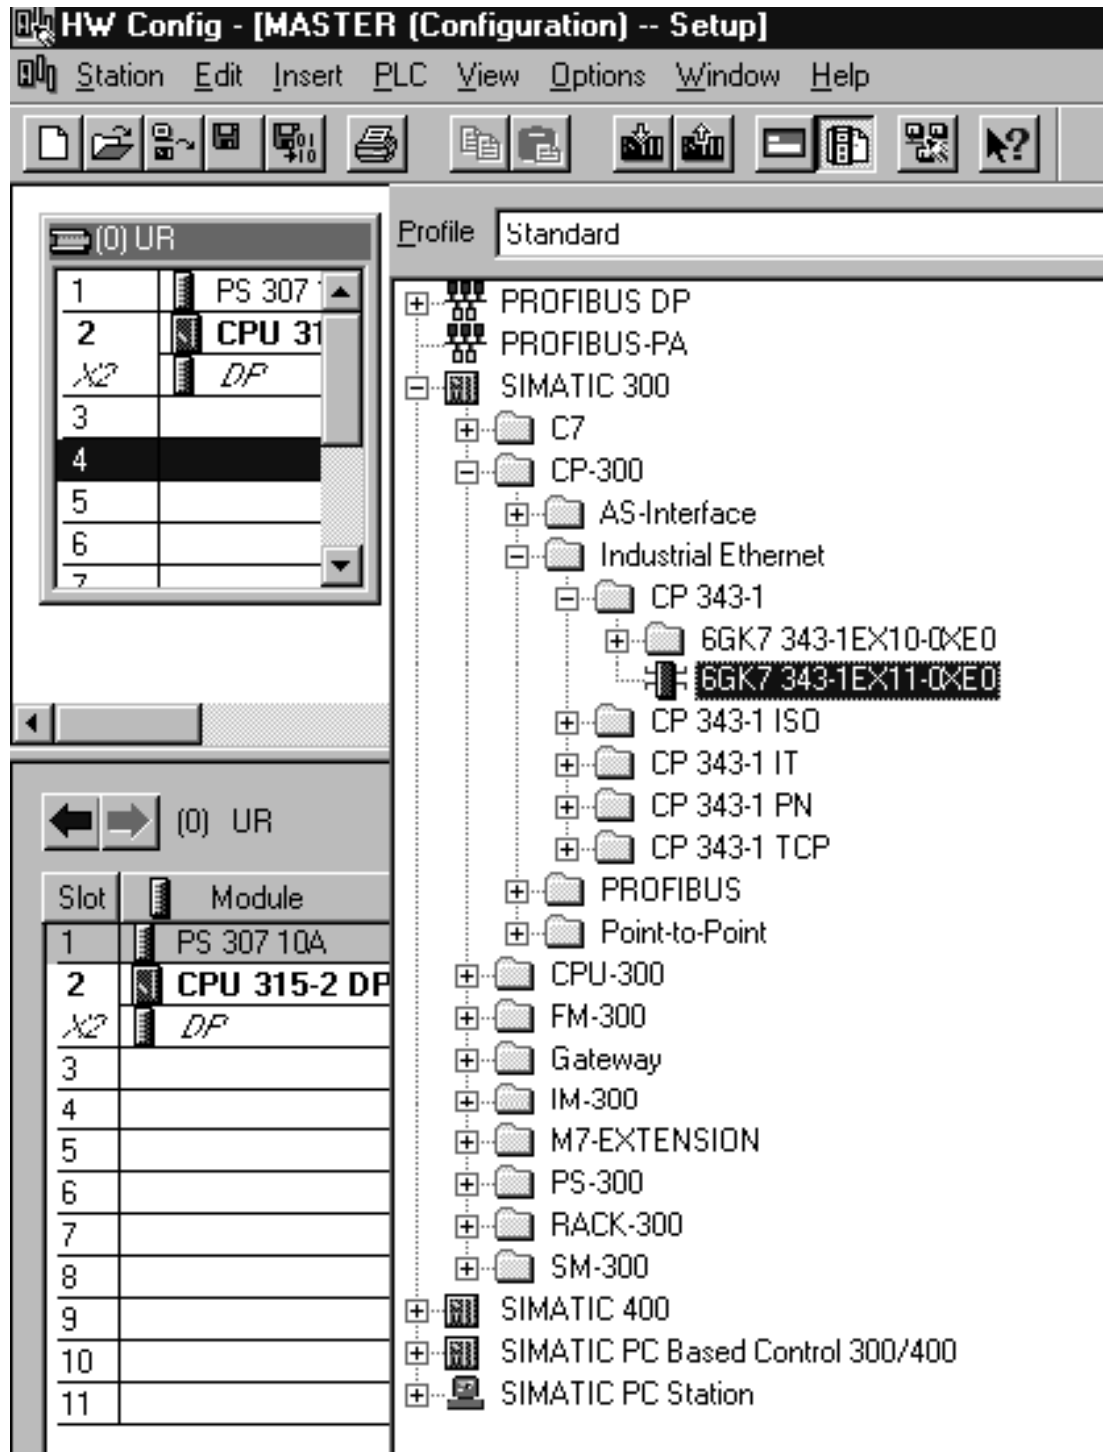 HW Config - [MASTER (Configuration) -- Setup]
Station Edit Insert PLC View Options Window Help
(0) UR
1 PS 307
2 CPU 31
X2 DP
3
4
5
6
7
Profile Standard
PROFIBUS DP
PROFIBUS-PA
SIMATIC 300
C7
CP-300
AS-Interface
Industrial Ethernet
CP 343-1
6GK7 343-1EX10-0XE0
6GK7 343-1EX11-0XE0
CP 343-1 ISO
CP 343-1 IT
CP 343-1 PN
CP 343-1 TCP
PROFIBUS
Point-to-Point
CPU-300
FM-300
Gateway
IM-300
M7-EXTENSION
PS-300
RACK-300
SM-300
SIMATIC 400
SIMATIC PC Based Control 300/400
SIMATIC PC Station
(0) UR
Slot Module
1 PS 307 10A
2 CPU 315-2 DP
X2 DP
3
4
5
6
7
8
9
10
11